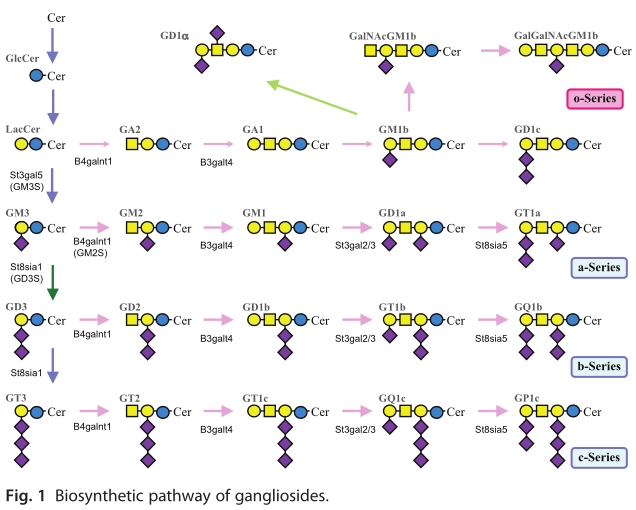 Cer
GlcCer
Cer
GD1α
Cer
GalNAcGM1b
Cer
GalGalNAcGM1b
Cer
o-Series
LacCer
Cer
B4galnt1
GA2
Cer
B3galt4
GA1
Cer
GM1b
Cer
GD1c
Cer
St3gal5
(GM3S)
GM3
Cer
B4galnt1
(GM2S)
GM2
Cer
B3galt4
GM1
Cer
St3gal2/3
GD1a
Cer
St8sia5
GT1a
Cer
a-Series
St8sia1
(GD3S)
GD3
Cer
B4galnt1
GD2
Cer
B3galt4
GD1b
Cer
St3gal2/3
GT1b
Cer
St8sia5
GQ1b
Cer
b-Series
St8sia1
GT3
Cer
B4galnt1
GT2
Cer
B3galt4
GT1c
Cer
St3gal2/3
GQ1c
Cer
St8sia5
GP1c
Cer
c-Series
Fig. 1 Biosynthetic pathway of gangliosides.